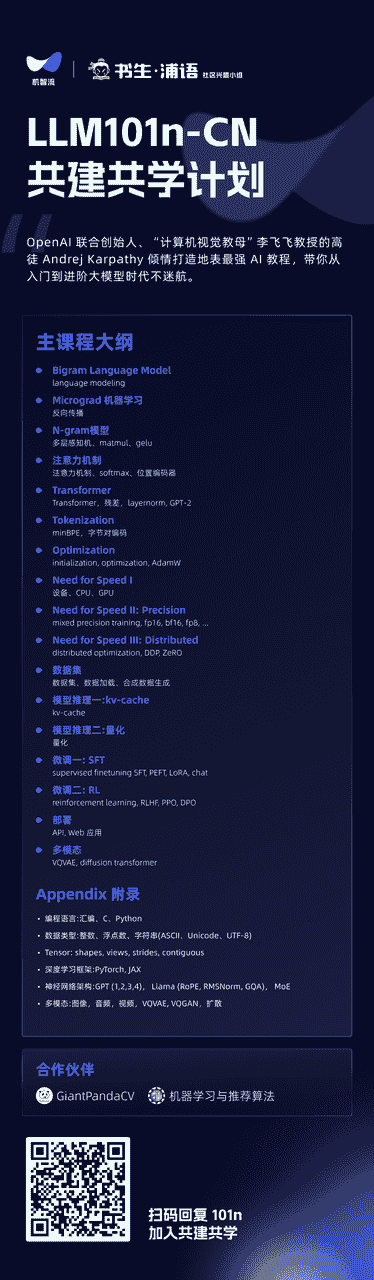 机智流
书生·浦语 社区兴趣小组
LLM101n-CN
共建共学计划
OpenAI 联合创始人、“计算机视觉教母”李飞飞教授的高
徒 Andrej Karpathy 倾情打造地表最强 AI 教程，带你从
入门到进阶大模型时代不迷航。
主课程大纲
Bigram Language Model
language modeling
Micrograd 机器学习
反向传播
N-gram模型
多层感知机、matmul、gelu
注意力机制
注意力机制、softmax、位置编码器
Transformer
Transformer，残差，layernorm, GPT-2
Tokenization
minBPE，字节对编码
Optimization
initialization, optimization, AdamW
Need for Speed I
设备、CPU、GPU
Need for Speed II: Precision
mixed precision training, fp16, bf16, fp8, ...
Need for Speed III: Distributed
distributed optimization, DDP, ZeRO
数据集
数据集、数据加载、合成数据生成
模型推理一:kv-cache
kv-cache
模型推理二:量化
量化
微调一: SFT
supervised finetuning SFT, PEFT, LoRA, chat
微调二: RL
reinforcement learning, RLHF, PPO, DPO
部署
API, Web 应用
多模态
VQVAE, diffusion transformer
Appendix 附录
• 编程语言:汇编、C、Python
• 数据类型:整数、浮点数、字符串(ASCII、Unicode、UTF-8)
• Tensor: shapes, views, strides, contiguous
• 深度学习框架:PyTorch, JAX
• 神经网络架构:GPT (1,2,3,4)， Llama (RoPE, RMSNorm, GQA)， MoE
• 多模态:图像，音频，视频，VQVAE, VQGAN，扩散
合作伙伴
GiantPandaCV 机器学习与推荐算法
扫码回复 101n
加入共建共学